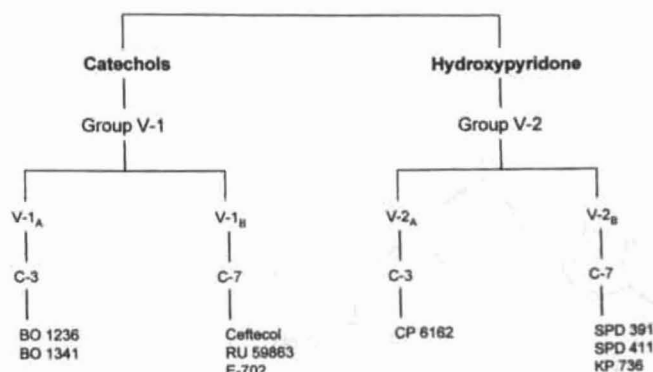 Catechols
Hydroxypyridone
Group V-1
Group V-2
V-1A
V-1B
V-2A
V-2B
C-3
C-7
C-3
C-7
BO 1236
BO 1341
Ceftecol
RU 59863
E-702
CP 6162
SPD 391
SPD 411
KP 736